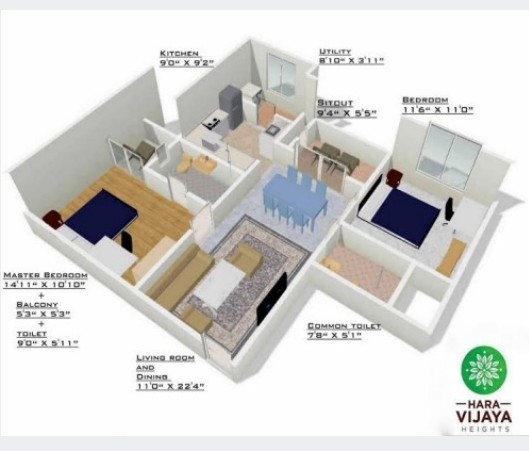 KITCHEN
9'0" X 9'2"
UTILITY
8'10" X 3'11"
SITOUT
9'4" X 5'5"
BEDROOM
11'6" X 11'0"
MASTER BEDROOM
14'11" X 10'10"
+
BALCONY
5'3" X 5'3"
+
TOILET
9'0" X 5'11"
LIVING ROOM
AND
DINING
11'0" X 22'4"
COMMON TOILET
7'8" X 5'1"
HARA
VIJAYA
HEIGHTS